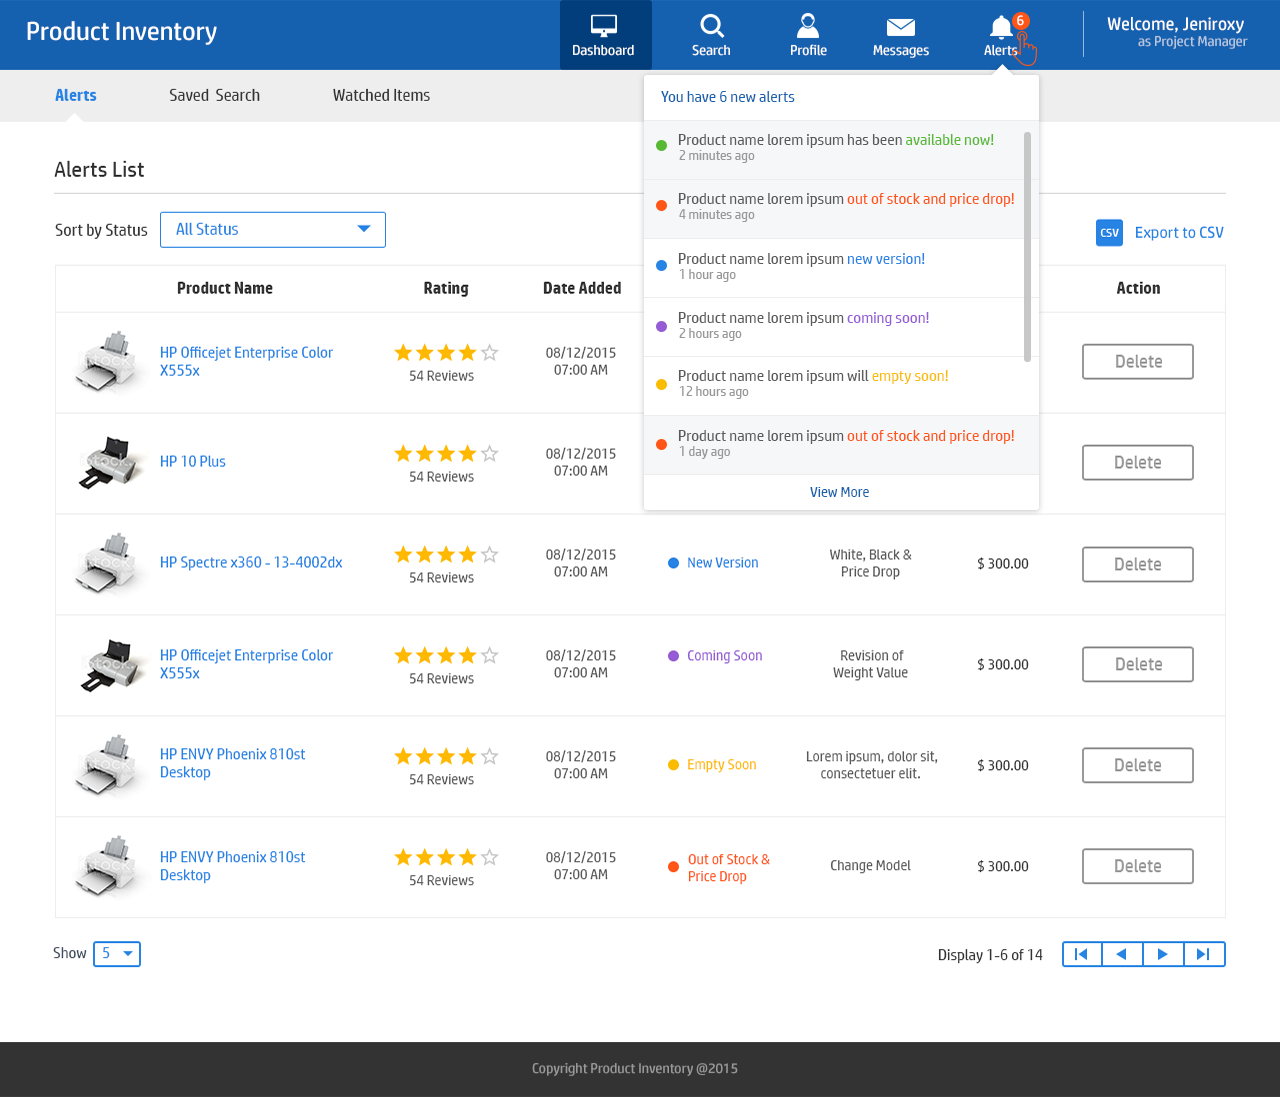 Product Inventory
Dashboard
Search
Profile
Messages
6
Alerts
Welcome, Jeniroxy
as Project Manager
Alerts
Saved Search
Watched Items
You have 6 new alerts
Product name lorem ipsum has been available now!
2 minutes ago
Product name lorem ipsum out of stock and price drop!
4 minutes ago
Product name lorem ipsum new version!
1 hour ago
Product name lorem ipsum coming soon!
2 hours ago
Product name lorem ipsum will empty soon!
12 hours ago
Product name lorem ipsum out of stock and price drop!
1 day ago
View More
Alerts List
Sort by Status
All Status
CSV
Export to CSV
Product Name
Rating
Date Added
Action
HP Officejet Enterprise Color
X555x
54 Reviews
08/12/2015
07:00 AM
Delete
HP 10 Plus
54 Reviews
08/12/2015
07:00 AM
Delete
HP Spectre x360 - 13-4002dx
54 Reviews
08/12/2015
07:00 AM
New Version
White, Black &
Price Drop
$ 300.00
Delete
HP Officejet Enterprise Color
X555x
54 Reviews
08/12/2015
07:00 AM
Coming Soon
Revision of
Weight Value
$ 300.00
Delete
HP ENVY Phoenix 810st
Desktop
54 Reviews
08/12/2015
07:00 AM
Empty Soon
Lorem ipsum, dolor sit,
consectetuer elit.
$ 300.00
Delete
HP ENVY Phoenix 810st
Desktop
54 Reviews
08/12/2015
07:00 AM
Out of Stock &
Price Drop
Change Model
$ 300.00
Delete
Show
5
Display 1-6 of 14
Copyright Product Inventory @2015